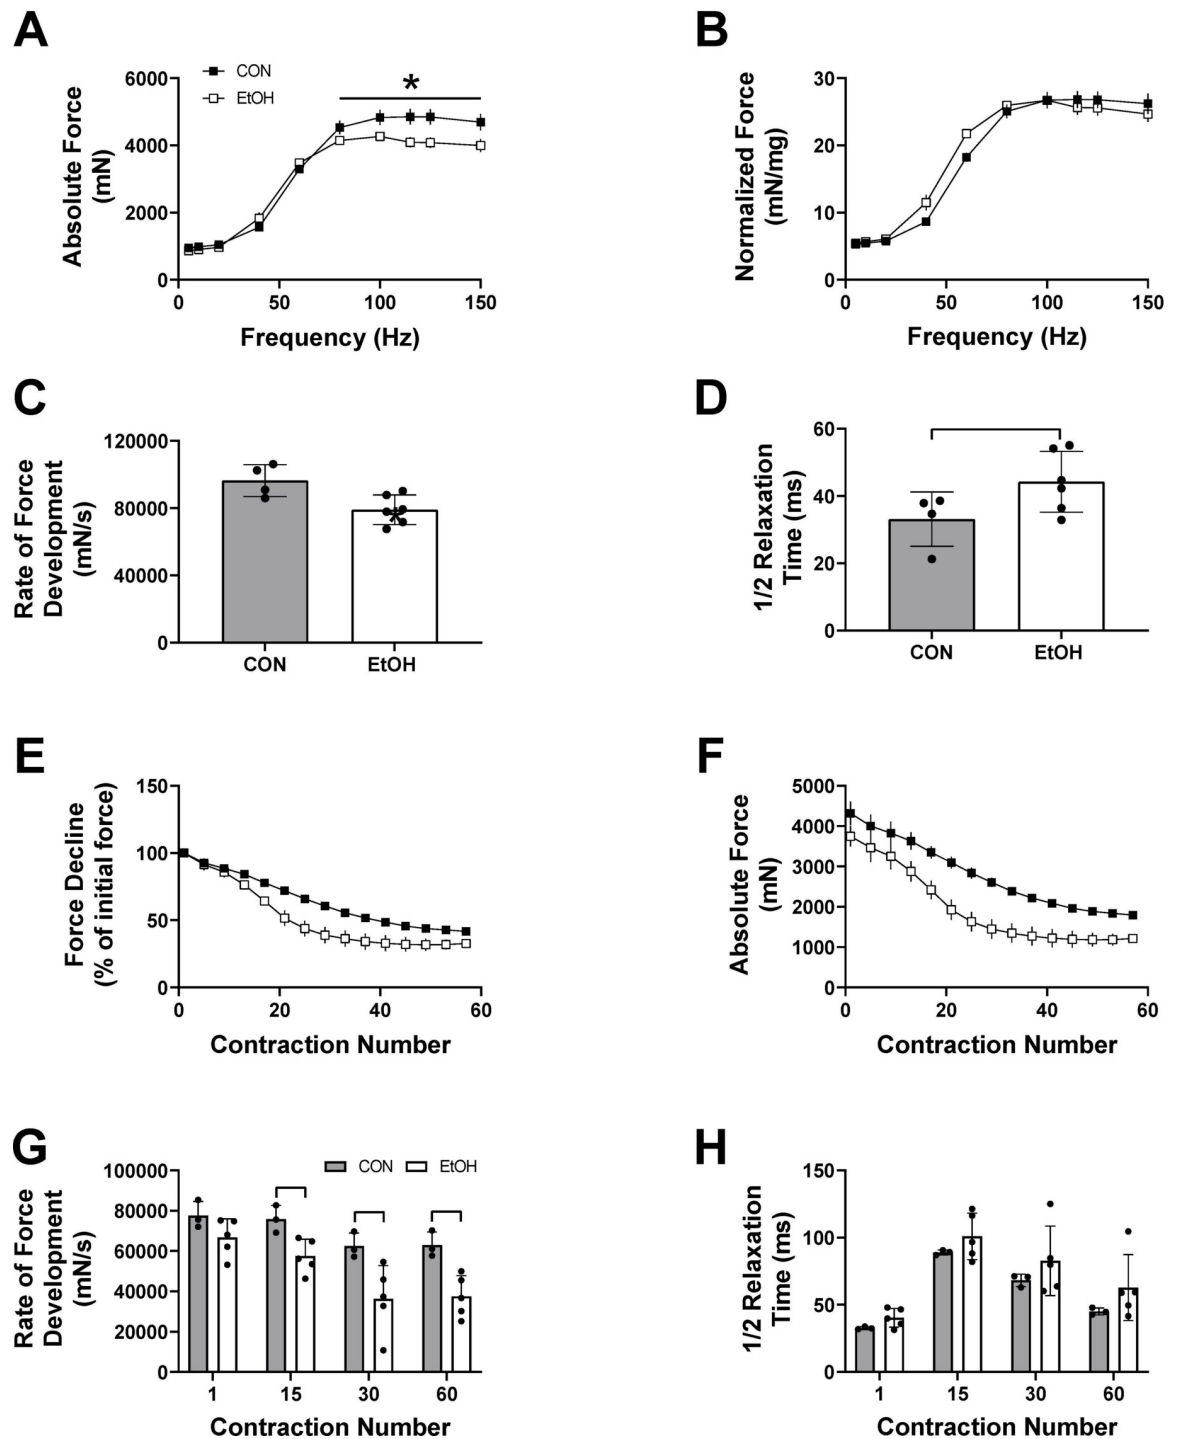 A
CON
EtOH
*
6000
4000
2000
0
0 50 100 150
Absolute Force
(mN)
Frequency (Hz)
B
30
20
10
0
0 50 100 150
Normalized Force
(mN/mg)
Frequency (Hz)
C
120000
80000
40000
0
*
CON EtOH
Rate of Force
Development
(mN/s)
D
60
40
20
0
CON EtOH
1/2 Relaxation
Time (ms)
E
150
100
50
0
0 20 40 60
Force Decline
(% of initial force)
Contraction Number
F
5000
4000
3000
2000
1000
0
0 20 40 60
Absolute Force
(mN)
Contraction Number
G
CON EtOH
100000
80000
60000
40000
20000
0
1 15 30 60
Rate of Force
Development
(mN/s)
Contraction Number
H
150
100
50
0
1 15 30 60
1/2 Relaxation
Time (ms)
Contraction Number